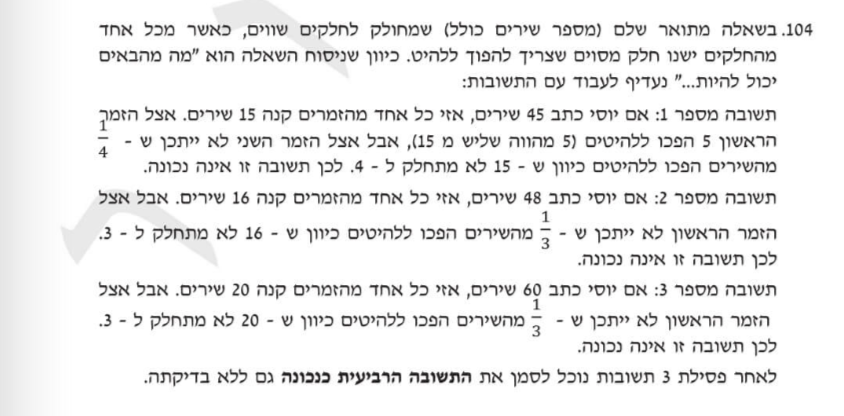 104. בשאלה מתואר שלם (מספר שירים כולל) שמחולק לחלקים שווים, כאשר מכל אחד
מהחלקים ישנו חלק מסוים שצריך להפוך ללהיט. כיוון שניסוח השאלה הוא "מה מהבאים
יכול להיות..." נעדיף לעבוד עם התשובות:
תשובה מספר 1: אם יוסי כתב 45 שירים, אזי כל אחד מהזמרים קנה 15 שירים. אצל הזמר
הראשון 5 הפכו ללהיטים (5 מהווה שליש מ 15), אבל אצל הזמר השני לא ייתכן ש - 1/4
מהשירים הפכו ללהיטים כיוון ש - 15 לא מתחלק ל - 4. לכן תשובה זו אינה נכונה.
תשובה מספר 2: אם יוסי כתב 48 שירים, אזי כל אחד מהזמרים קנה 16 שירים. אבל אצל
הזמר הראשון לא ייתכן ש - 1/3 מהשירים הפכו ללהיטים כיוון ש - 16 לא מתחלק ל - 3.
לכן תשובה זו אינה נכונה.
תשובה מספר 3: אם יוסי כתב 60 שירים, אזי כל אחד מהזמרים קנה 20 שירים. אבל אצל
הזמר הראשון לא ייתכן ש - 1/3 מהשירים הפכו ללהיטים כיוון ש - 20 לא מתחלק ל - 3.
לכן תשובה זו אינה נכונה.
לאחר פסילת 3 תשובות נוכל לסמן את התשובה הרביעית כנכונה גם ללא בדיקתה.